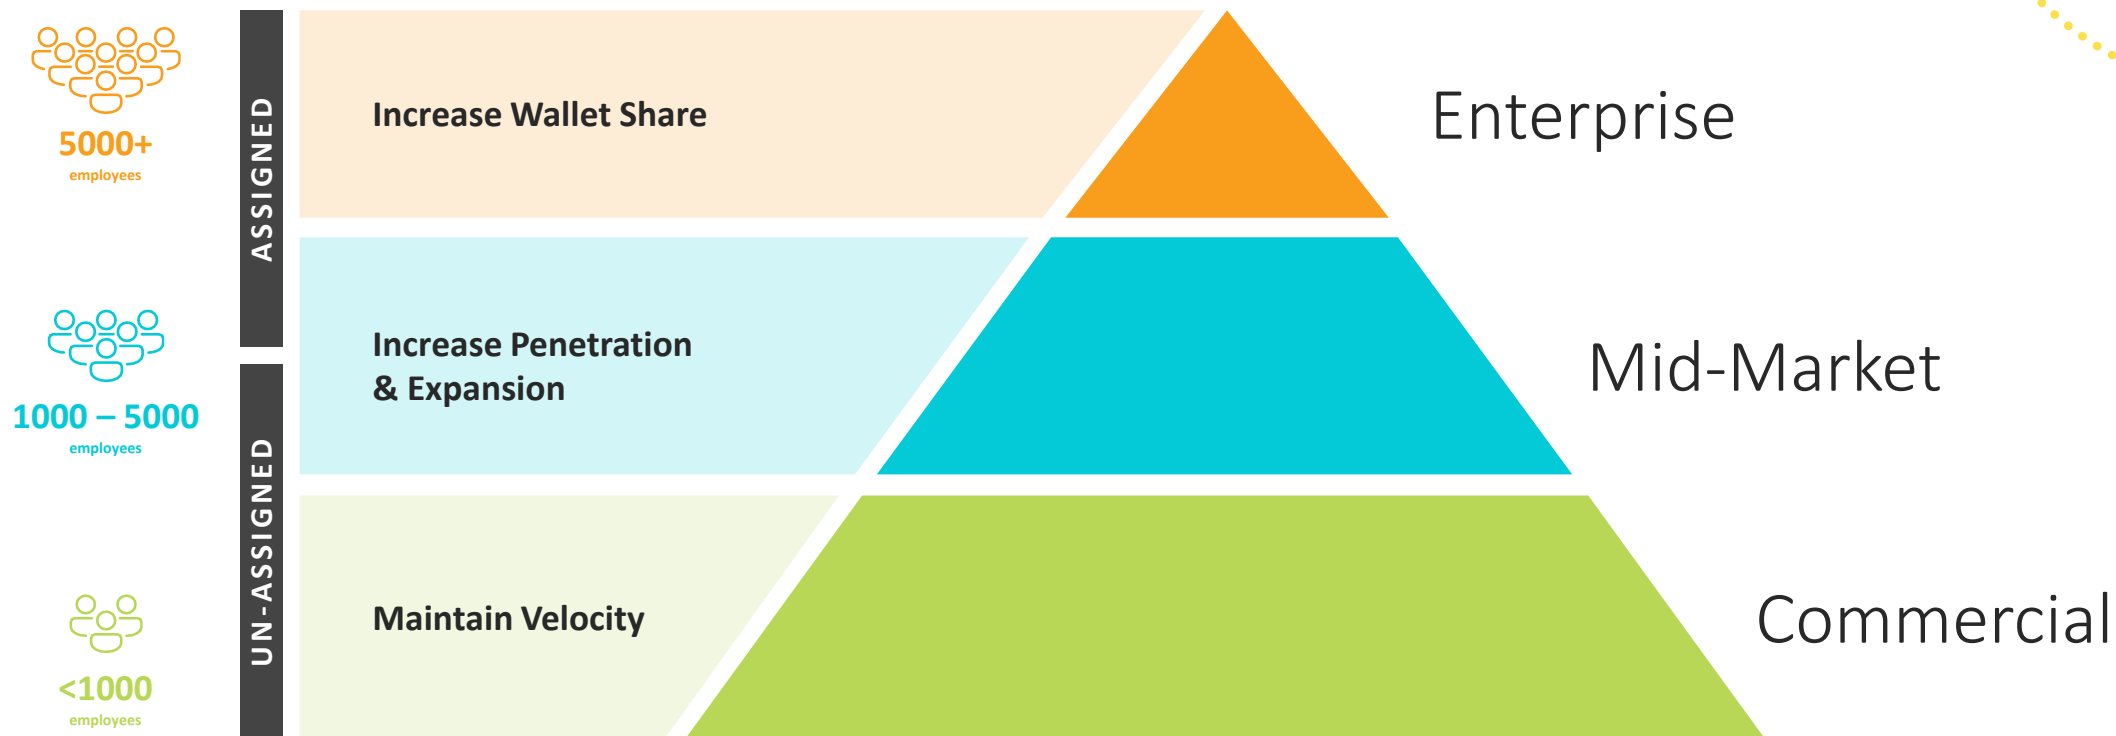 5000+
employees
ASSIGNED
Increase Wallet Share
Enterprise
1000 – 5000
employees
Increase Penetration
& Expansion
Mid-Market
UN-ASSIGNED
<1000
employees
Maintain Velocity
Commercial